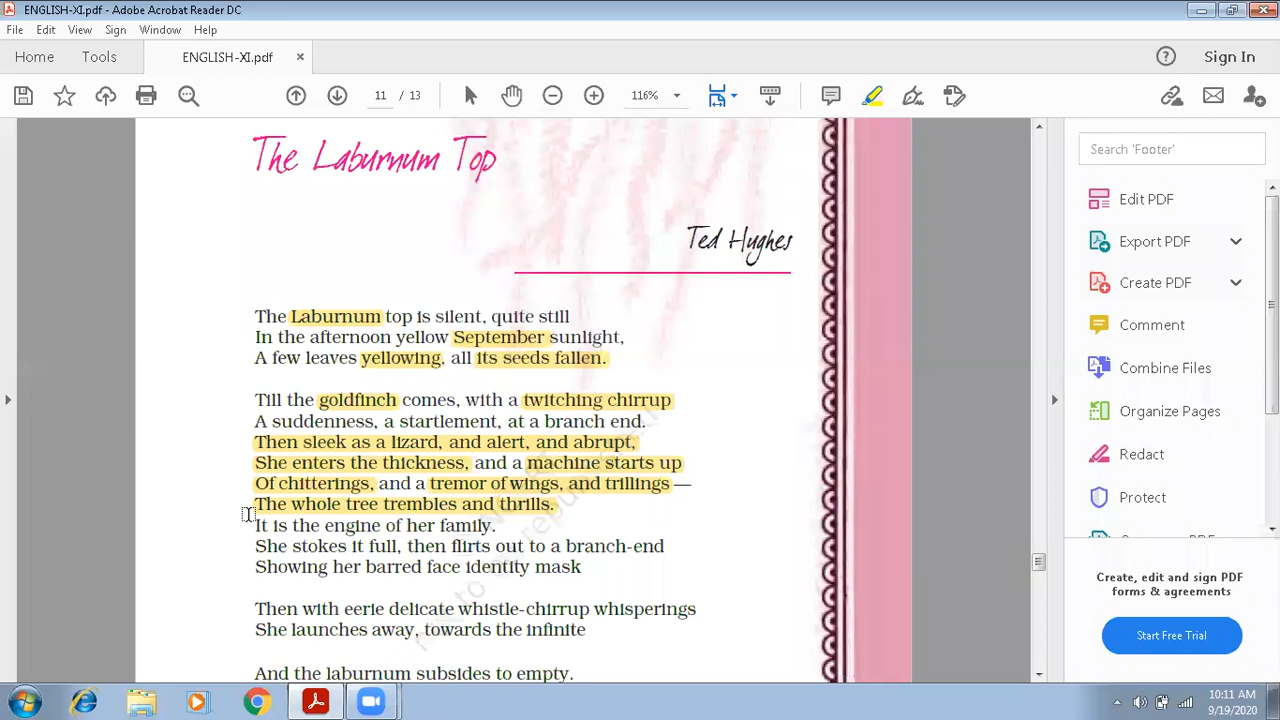 ENGLISH-XI.pdf - Adobe Acrobat Reader DC
File Edit View Sign Window Help
Home Tools ENGLISH-XI.pdf × Sign In
11 / 13 116%
The Laburnum Top
Ted Hughes
The Laburnum top is silent, quite still
In the afternoon yellow September sunlight,
A few leaves yellowing, all its seeds fallen.
Till the goldfinch comes, with a twitching chirrup
A suddenness, a startlement, at a branch end.
Then sleek as a lizard, and alert, and abrupt,
She enters the thickness, and a machine starts up
Of chitterings, and a tremor of wings, and trillings —
The whole tree trembles and thrills.
It is the engine of her family.
She stokes it full, then flirts out to a branch-end
Showing her barred face identity mask
Then with eerie delicate whistle-chirrup whisperings
She launches away, towards the infinite
And the laburnum subsides to empty.
Search 'Footer'
Edit PDF
Export PDF
Create PDF
Comment
Combine Files
Organize Pages
Redact
Protect
Create, edit and sign PDF
forms & agreements
Start Free Trial
10:11 AM
9/19/2020